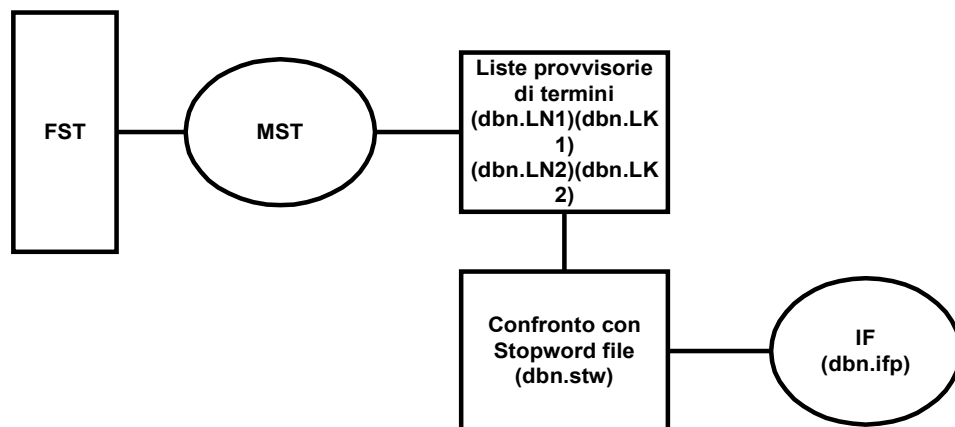 FST
MST
Liste provvisorie
di termini
(dbn.LN1)(dbn.LK
1)
(dbn.LN2)(dbn.LK
2)
Confronto con
Stopword file
(dbn.stw)
IF
(dbn.ifp)